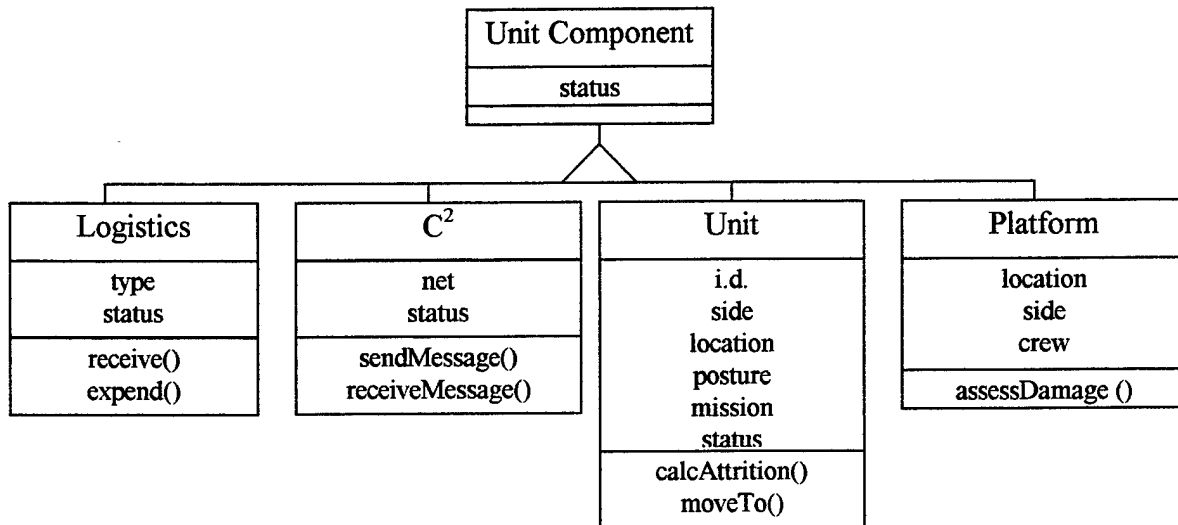 Unit Component
status
Logistics
type
status
receive()
expend()
C²
net
status
sendMessage()
receiveMessage()
Unit
i.d.
side
location
posture
mission
status
calcAttrition()
moveTo()
Platform
location
side
crew
assessDamage ()